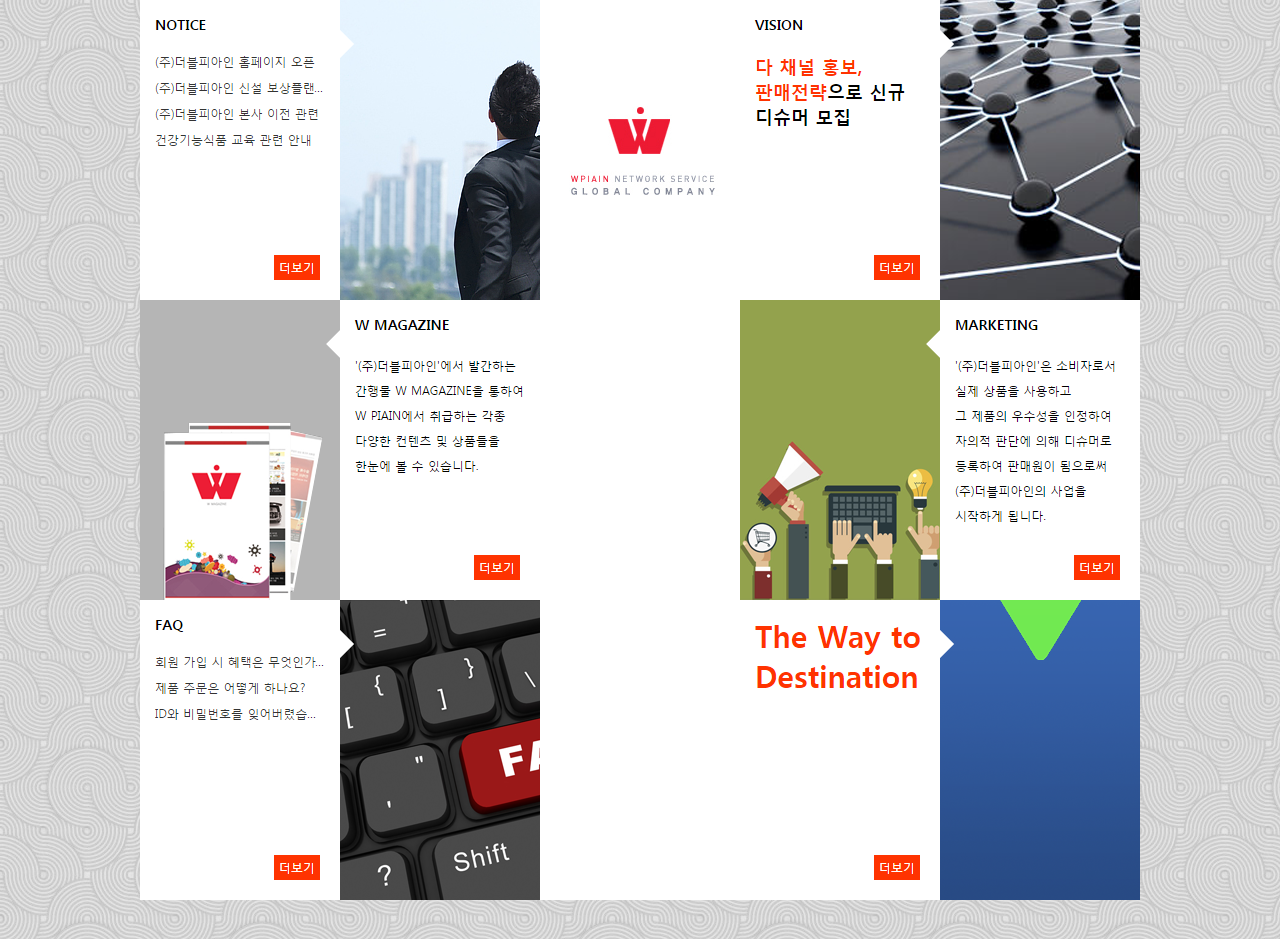 NOTICE
(주)더블피아인 홈페이지 오픈
(주)더블피아인 신설 보상플랜...
(주)더블피아인 본사 이전 관련
건강기능식품 교육 관련 안내
더보기
WPIAIN NETWORK SERVICE
GLOBAL COMPANY
VISION
다 채널 홍보,
판매전략으로 신규
디슈머 모집
더보기
W MAGAZINE
'(주)더블피아인'에서 발간하는
간행물 W MAGAZINE을 통하여
W PIAIN에서 취급하는 각종
다양한 컨텐츠 및 상품들을
한눈에 볼 수 있습니다.
더보기
MARKETING
'(주)더블피아인'은 소비자로서
실제 상품을 사용하고
그 제품의 우수성을 인정하여
자의적 판단에 의해 디슈머로
등록하여 판매원이 됨으로써
(주)더블피아인의 사업을
시작하게 됩니다.
더보기
FAQ
회원 가입 시 혜택은 무엇인가...
제품 주문은 어떻게 하나요?
ID와 비밀번호를 잊어버렸습...
더보기
=
{
[
}
]
\
"
'
FA
?
Shift
The Way to
Destination
더보기